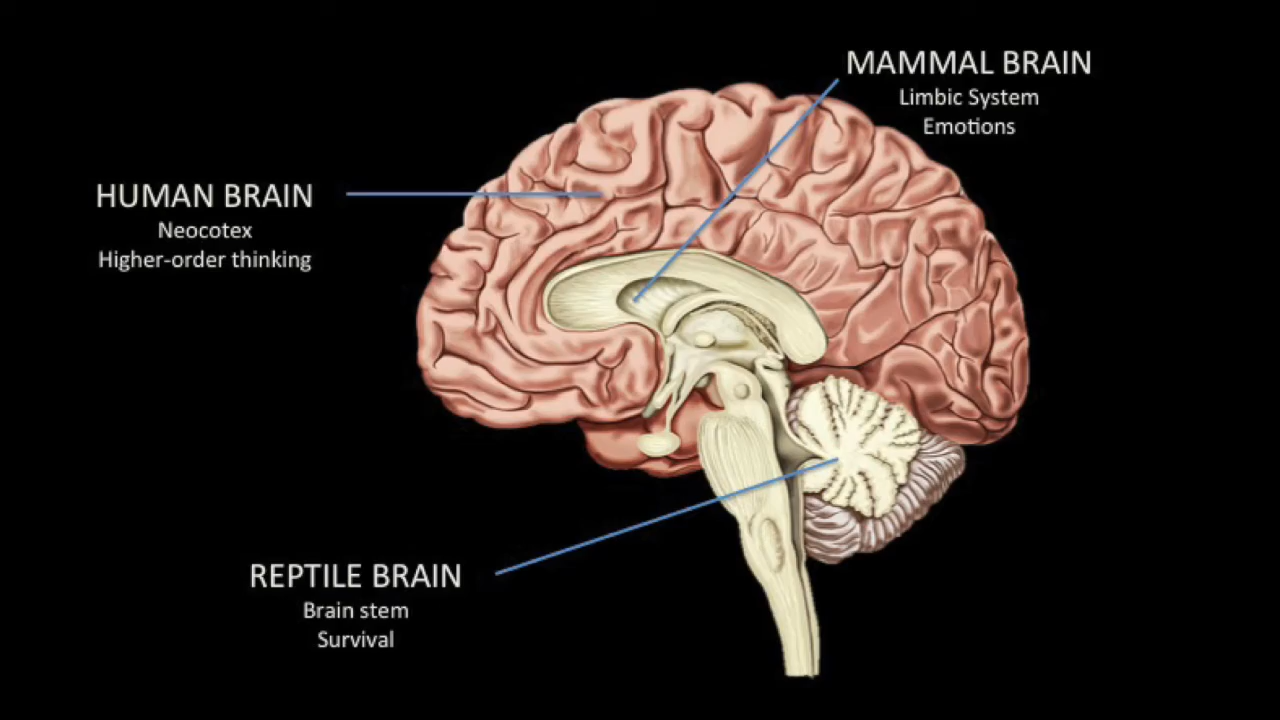 MAMMAL BRAIN
Limbic System
Emotions
HUMAN BRAIN
Neocotex
Higher-order thinking
REPTILE BRAIN
Brain stem
Survival